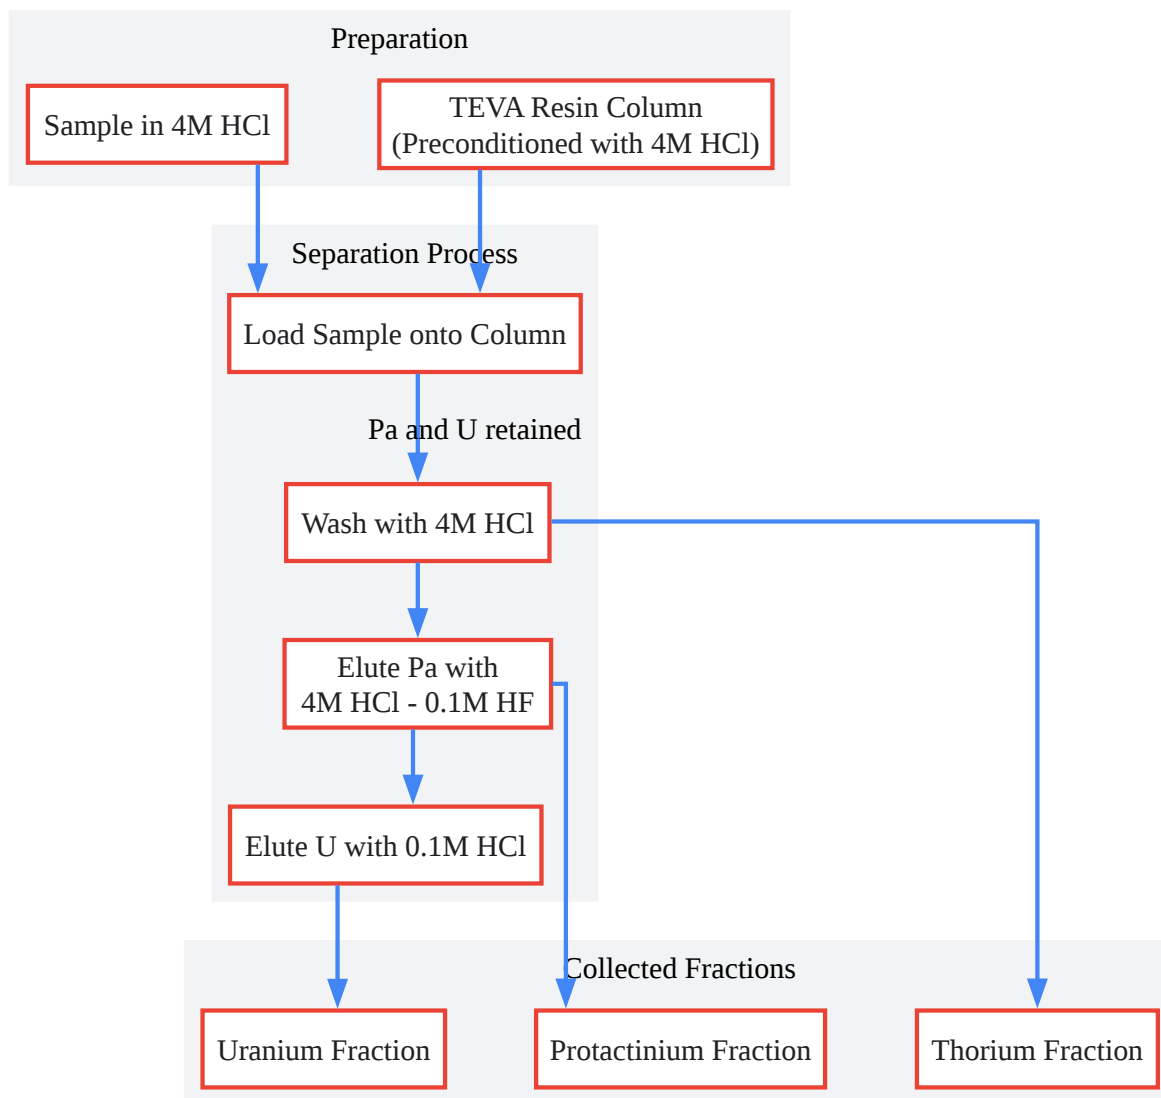 Preparation
Sample in 4M HCl
TEVA Resin Column
(Preconditioned with 4M HCl)
Separation Process
Load Sample onto Column
Pa and U retained
Wash with 4M HCl
Elute Pa with
4M HCl - 0.1M HF
Elute U with 0.1M HCl
Collected Fractions
Uranium Fraction
Protactinium Fraction
Thorium Fraction